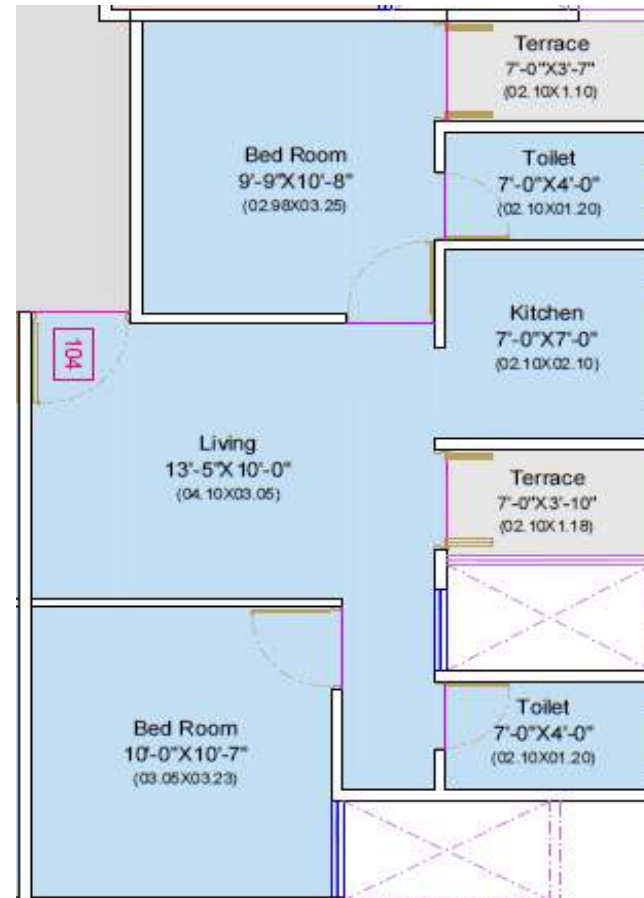 Terrace
7'-0"X3'-7"
(02.10X1.10)
Bed Room
9'-9"X10'-8"
(02.98X03.25)
Toilet
7'-0"X4'-0"
(02.10X01.20)
Kitchen
7'-0"X7'-0"
(02.10X02.10)
104
Living
13'-5"X10'-0"
(04.10X03.05)
Terrace
7'-0"X3'-10"
(02.10X1.18)
Bed Room
10'-0"X10'-7"
(03.05X03.23)
Toilet
7'-0"X4'-0"
(02.10X01.20)